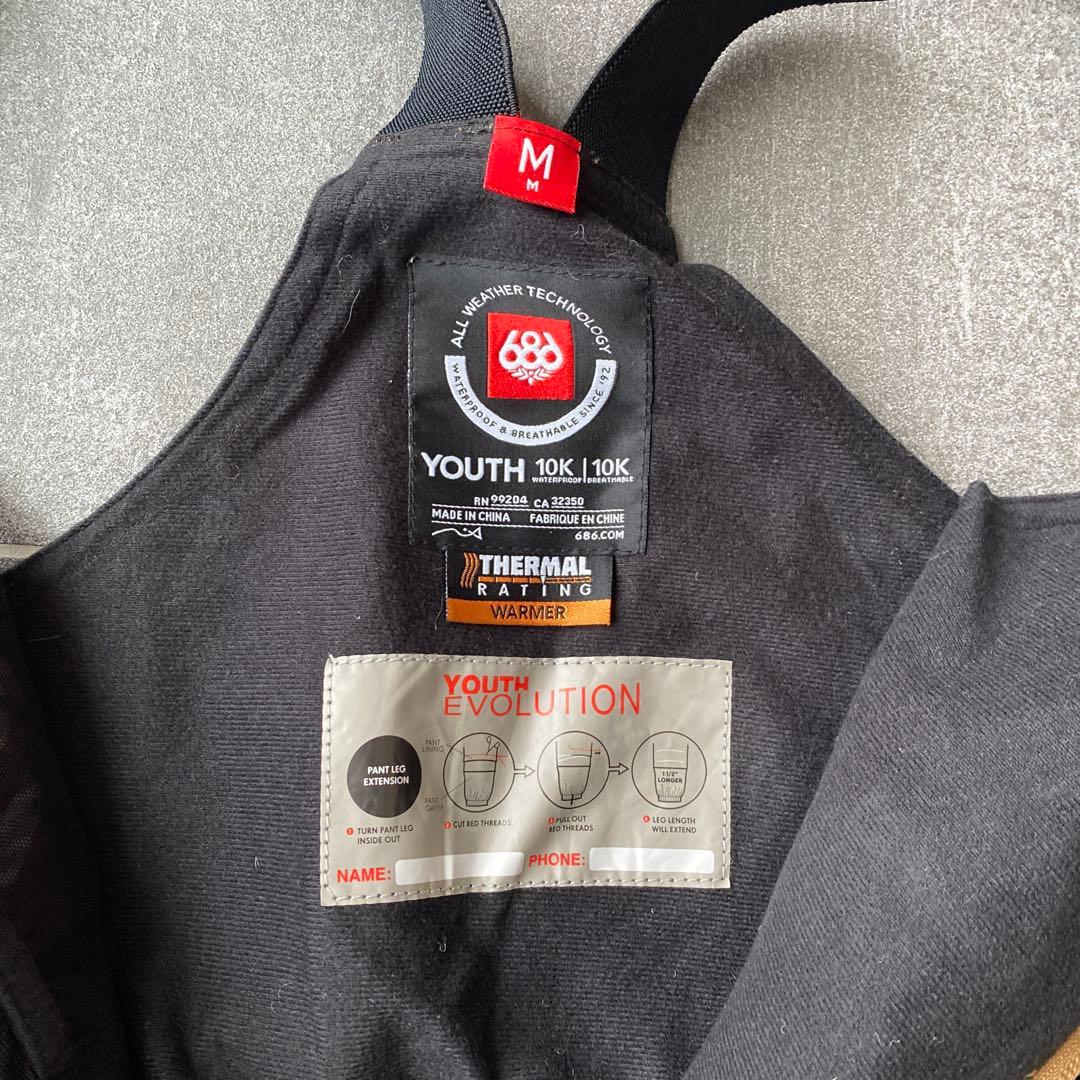 M
M
ALL WEATHER TECHNOLOGY
686
WATERPROOF & BREATHABLE SINCE '92
YOUTH 10K | 10K
WATERPROOF BREATHABLE
RN 99204 CA 32350
MADE IN CHINA FABRIQUE EN CHINE
686.COM
THERMAL
RATING
WARMER
YOUTH
EVOLUTION
PANT LEG
EXTENSION
PANT
LINING
PANT
GAITER
11/2"
LONGER
1 TURN PANT LEG
INSIDE OUT
2 CUT RED THREADS
3 PULL OUT
RED THREADS
4 LEG LENGTH
WILL EXTEND
NAME: PHONE: